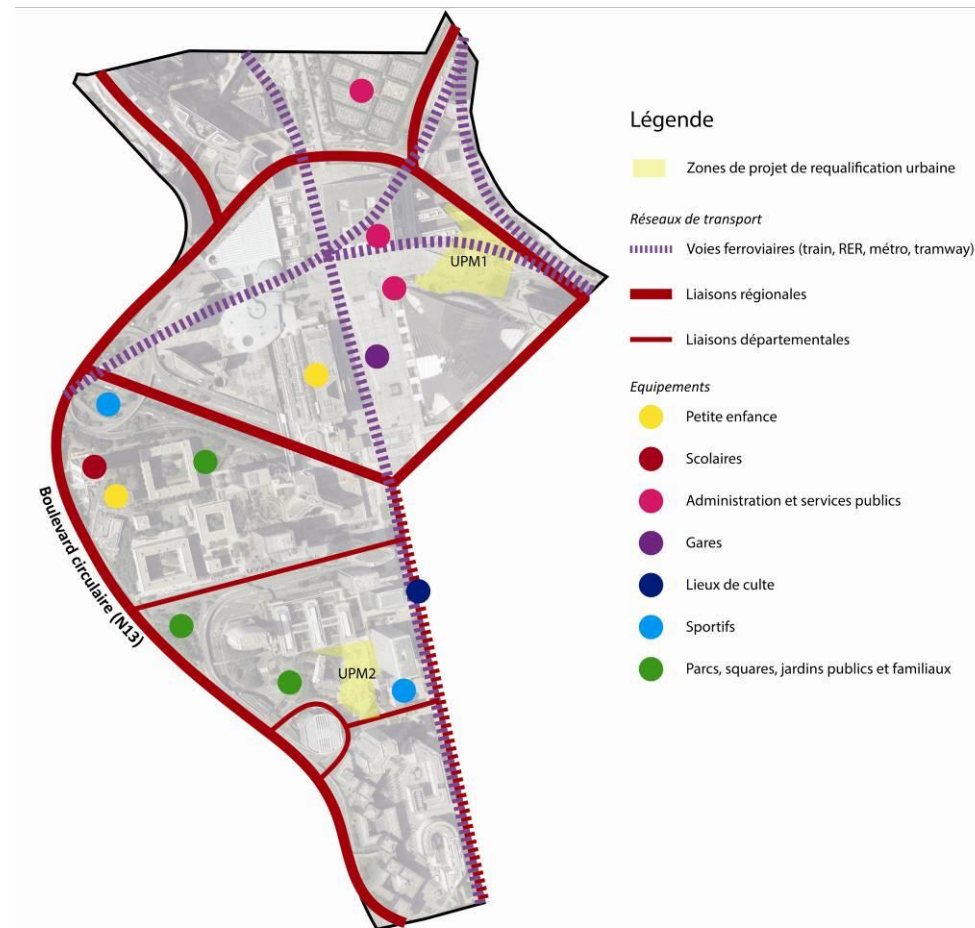 Légende
Zones de projet de requalification urbaine
Réseaux de transport
Voies ferroviaires (train, RER, métro, tramway)
Liaisons régionales
Liaisons départementales
Equipements
Petite enfance
Scolaires
Administration et services publics
Gares
Lieux de culte
Sportifs
Parcs, squares, jardins publics et familiaux
UPM1
Boulevard circulaire (N13)
UPM2